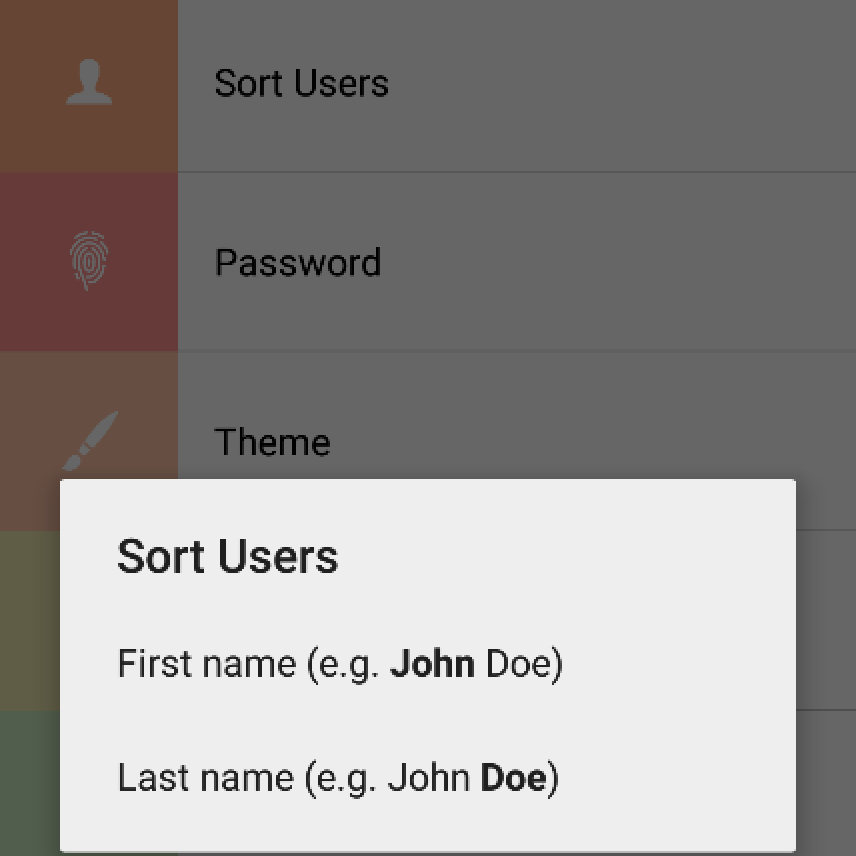 Sort Users
Password
Theme
Sort Users
First name (e.g. John Doe)
Last name (e.g. John Doe)